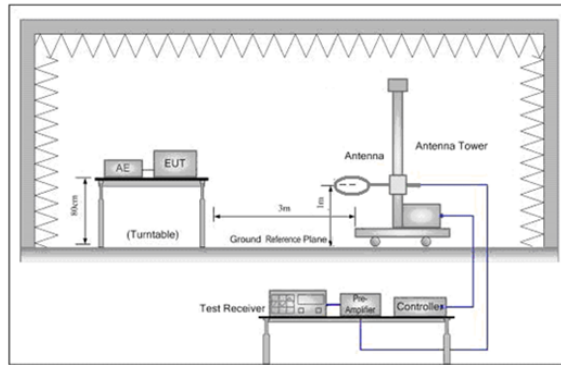 Antenna Tower
Antenna
EUT
AE
80cm
1m
3m
(Turntable)
Ground Reference Plane
Test Receiver
Pre-
Amplifier
Controller